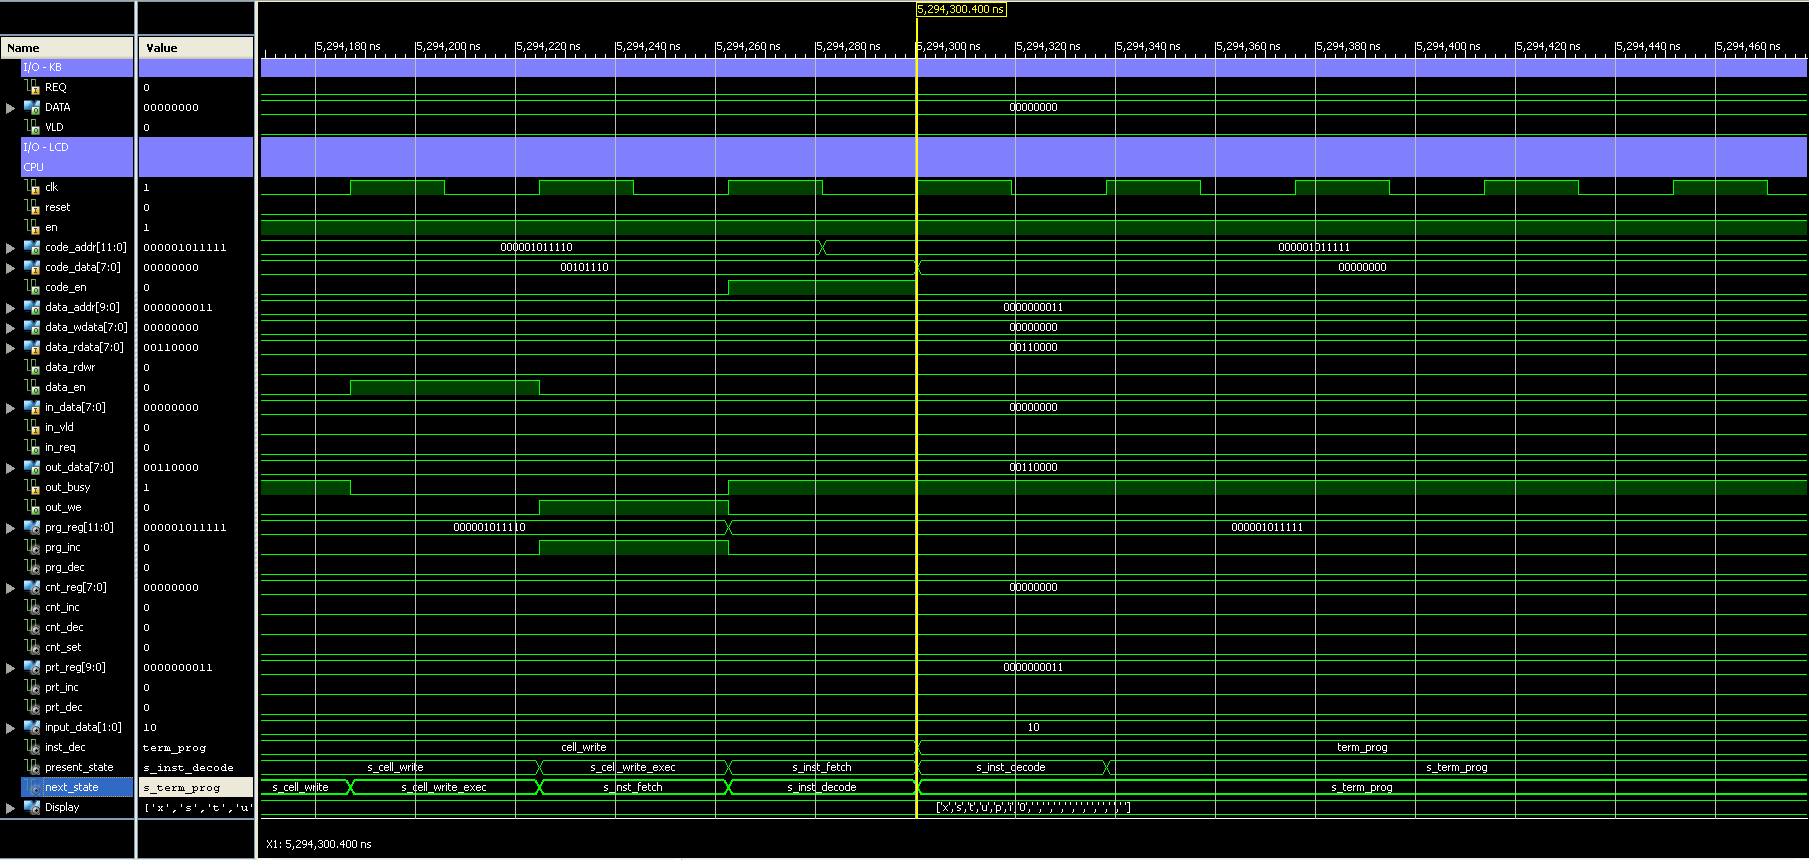 5,294,300.400 ns
Name Value 5,294,180 ns 5,294,200 ns 5,294,220 ns 5,294,240 ns 5,294,260 ns 5,294,280 ns 5,294,300 ns 5,294,320 ns 5,294,340 ns 5,294,360 ns 5,294,380 ns 5,294,400 ns 5,294,420 ns 5,294,440 ns 5,294,460 ns
I/O - KB
REQ 0
DATA 00000000 00000000
VLD 0
I/O - LCD
CPU
clk 1
reset 0
en 1
code_addr[11:0] 000001011111 000001011110 000001011111
code_data[7:0] 00000000 00101110 00000000
code_en 0
data_addr[9:0] 0000000011 0000000011
data_wdata[7:0] 00000000 00000000
data_rdata[7:0] 00110000 00110000
data_rdwr 0
data_en 0
in_data[7:0] 00000000 00000000
in_vld 0
in_req 0
out_data[7:0] 00110000 00110000
out_busy 1
out_we 0
prg_reg[11:0] 000001011111 000001011110 000001011111
prg_inc 0
prg_dec 0
cnt_reg[7:0] 00000000 00000000
cnt_inc 0
cnt_dec 0
cnt_set 0
prt_reg[9:0] 0000000011 0000000011
prt_inc 0
prt_dec 0
input_data[1:0] 10 10
inst_dec term_prog cell_write term_prog
present_state s_inst_decode s_cell_write s_cell_write_exec s_inst_fetch s_inst_decode s_term_prog
next_state s_term_prog s_cell_write s_cell_write_exec s_inst_fetch s_inst_decode s_term_prog
Display ['x','s','t','u'
X1: 5,294,300.400 ns